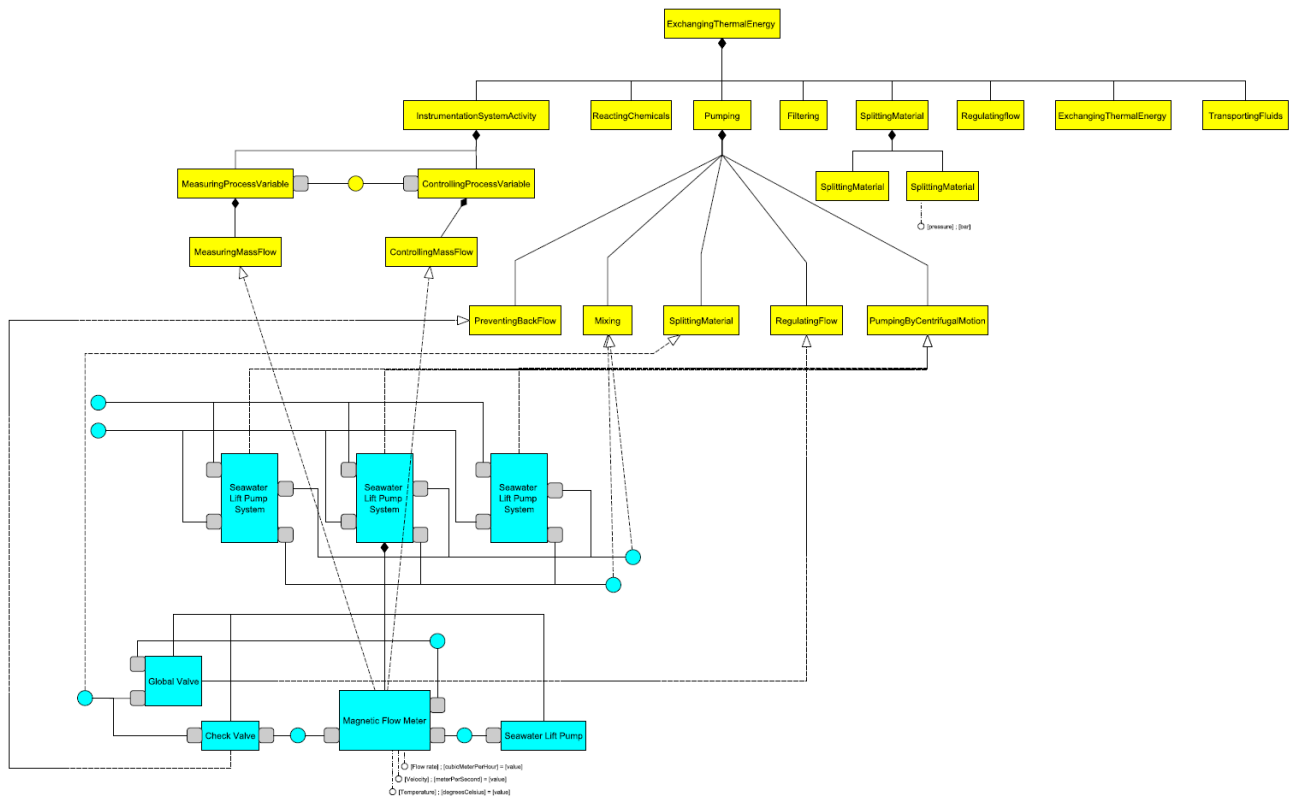 ExchangingThermalEnergy
InstrumentationSystemActivity
ReactingChemicals
Pumping
Filtering
SplittingMaterial
Regulatingflow
ExchangingThermalEnergy
TransportingFluids
MeasuringProcessVariable
ControllingProcessVariable
SplittingMaterial
SplittingMaterial
[pressure] ; [bar]
MeasuringMassFlow
ControllingMassFlow
PreventingBackFlow
Mixing
SplittingMaterial
RegulatingFlow
PumpingByCentrifugalMotion
Seawater
Lift Pump
System
Seawater
Lift Pump
System
Seawater
Lift Pump
System
Global Valve
Magnetic Flow Meter
Check Valve
Seawater Lift Pump
[Flow rate] ; [cubicMeterPerHour] = [value]
[Velocity] ; [meterPerSecond] = [value]
[Temperature] ; [degreesCelsius] = [value]